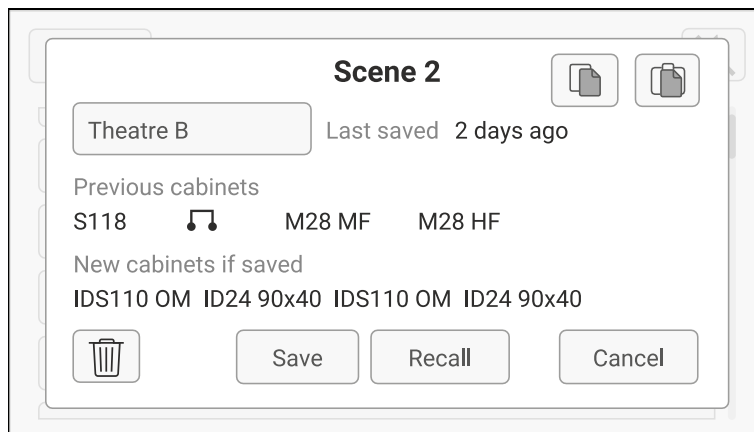 Scene 2
Theatre B Last saved 2 days ago
Previous cabinets
S118 M28 MF M28 HF
New cabinets if saved
IDS110 OM ID24 90x40 IDS110 OM ID24 90x40
Save Recall Cancel